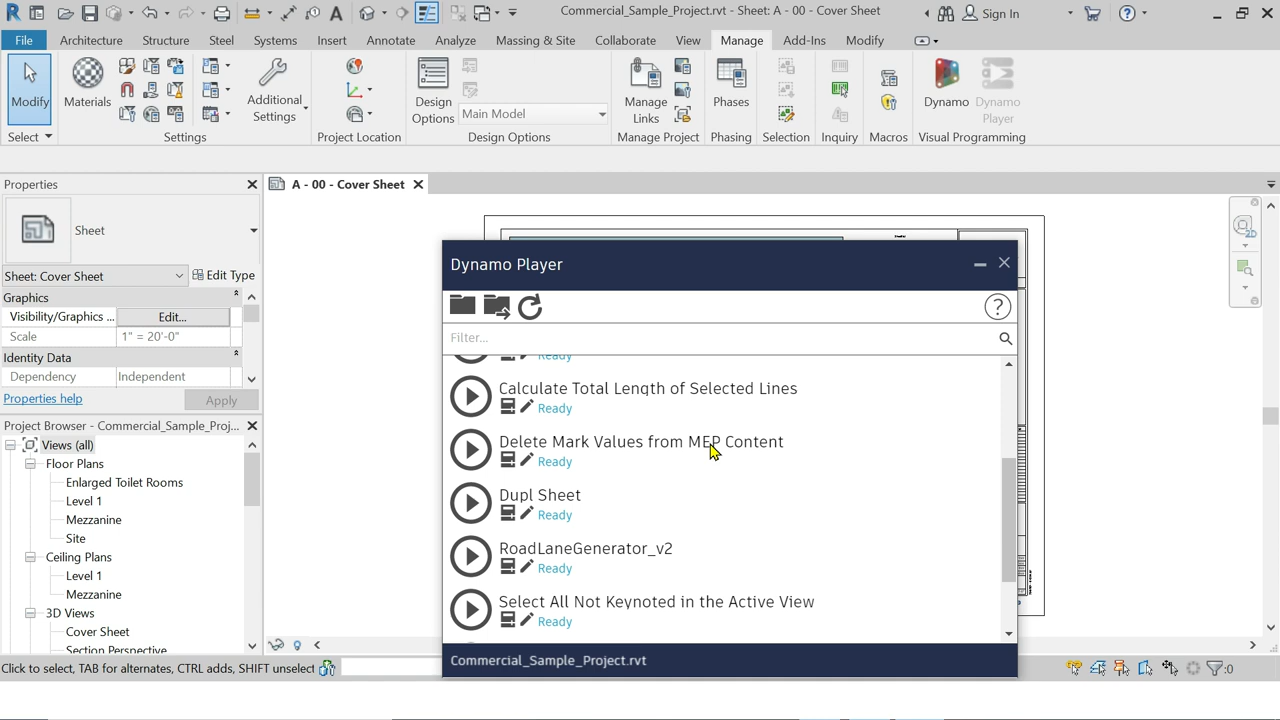 Commercial_Sample_Project.rvt - Sheet: A - 00 - Cover Sheet
Sign In
File Architecture Structure Steel Systems Insert Annotate Analyze Massing & Site Collaborate View Manage Add-Ins Modify
Modify
Materials
Additional
Settings
Design
Options
Main Model
Manage
Links
Phases
Dynamo
Dynamo
Player
Select Settings Project Location Design Options Manage Project Phasing Selection Inquiry Macros Visual Programming
Properties
A - 00 - Cover Sheet
Sheet
Sheet: Cover Sheet
Edit Type
Graphics
Visibility/Graphics ... Edit...
Scale 1" = 20'-0"
Identity Data
Dependency Independent
Properties help Apply
Project Browser - Commercial_Sample_Proj...
Views (all)
Floor Plans
Enlarged Toilet Rooms
Level 1
Mezzanine
Site
Ceiling Plans
Level 1
Mezzanine
3D Views
Cover Sheet
Section Perspective
Dynamo Player
Filter...
Ready
Calculate Total Length of Selected Lines
Ready
Delete Mark Values from MEP Content
Ready
Dupl Sheet
Ready
RoadLaneGenerator_v2
Ready
Select All Not Keynoted in the Active View
Ready
Commercial_Sample_Project.rvt
Click to select, TAB for alternates, CTRL adds, SHIFT unselect
:0